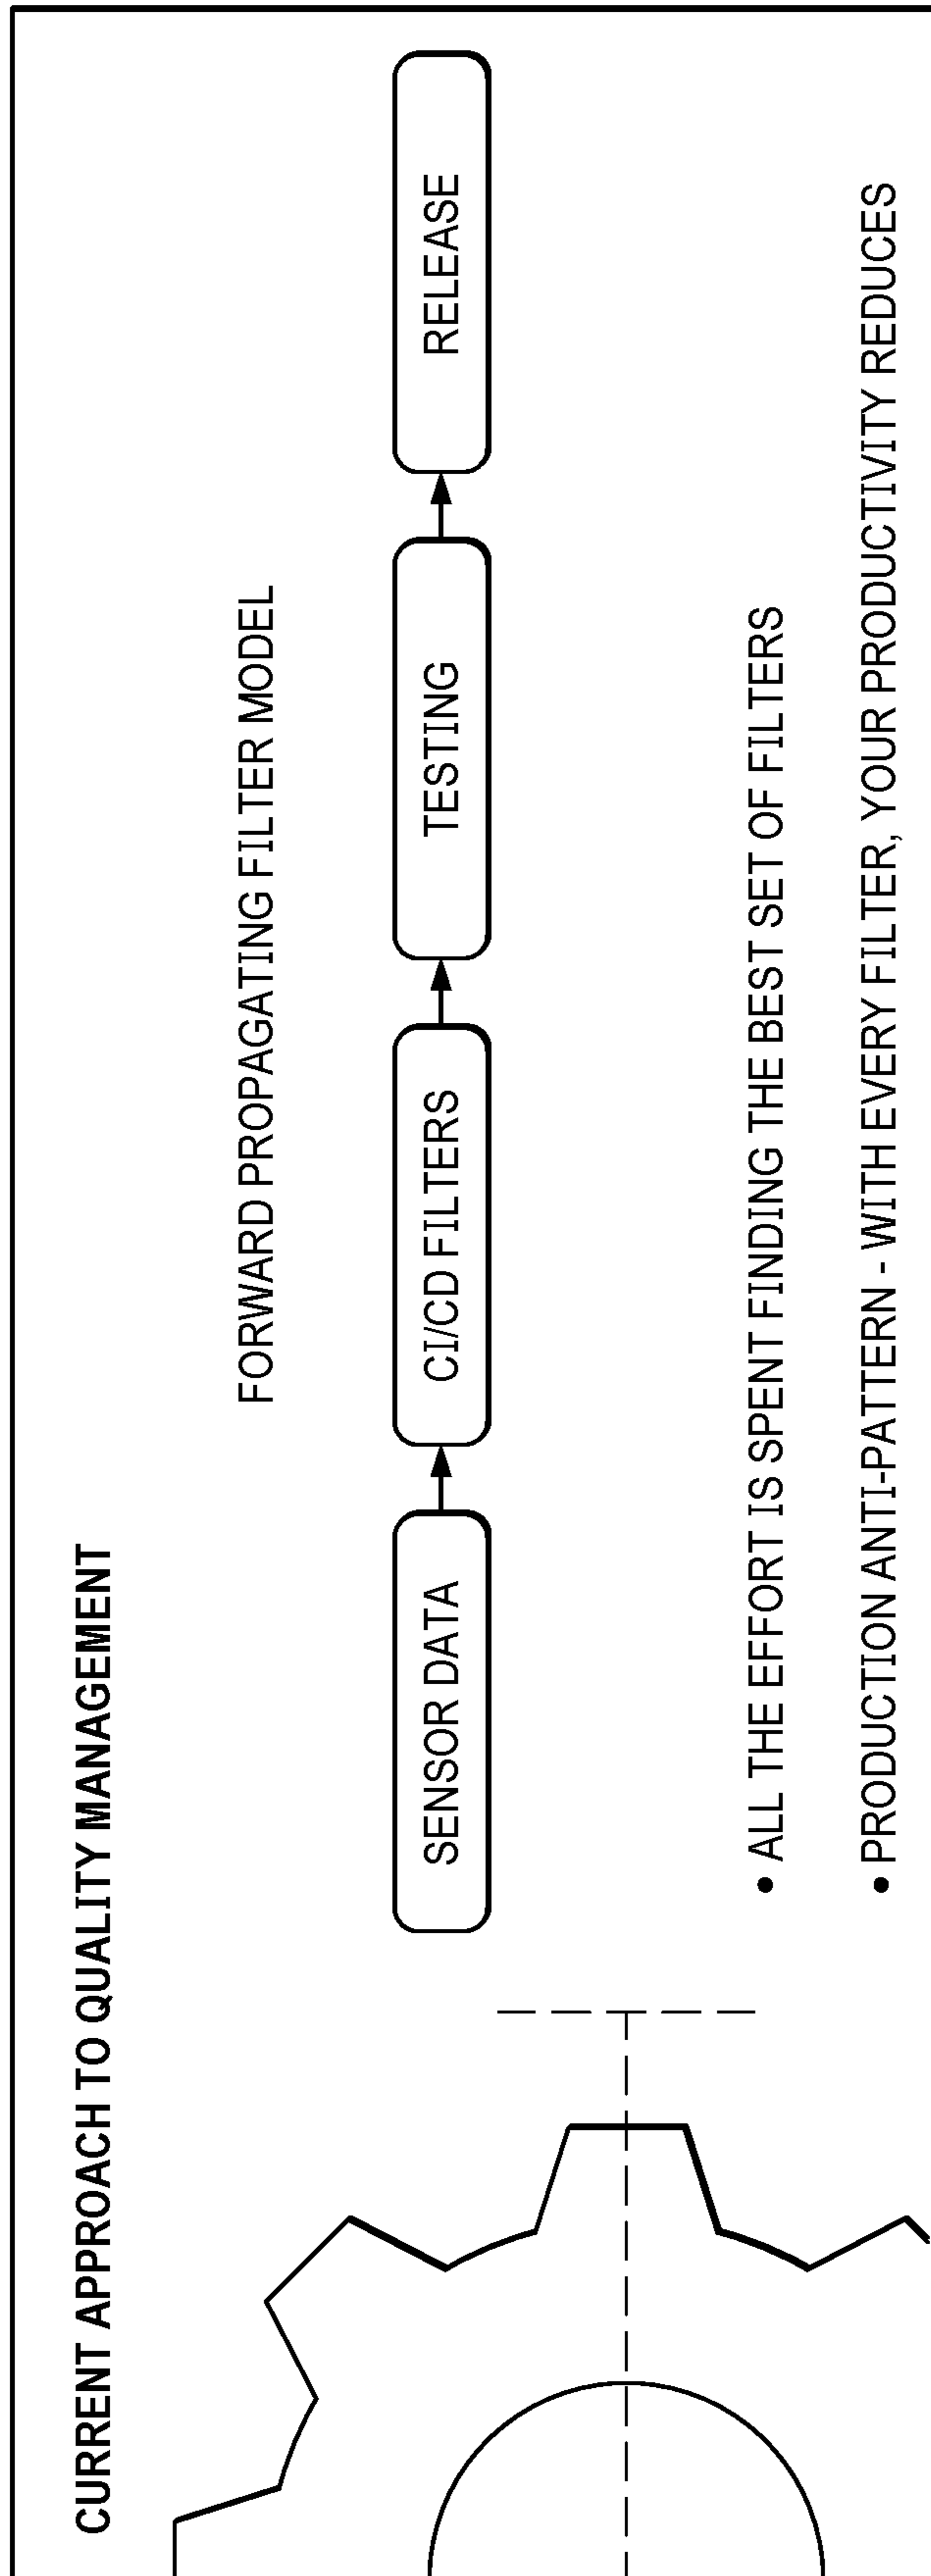 CURRENT APPROACH TO QUALITY MANAGEMENT
FORWARD PROPAGATING FILTER MODEL
SENSOR DATA
CI/CD FILTERS
TESTING
RELEASE
• ALL THE EFFORT IS SPENT FINDING THE BEST SET OF FILTERS
• PRODUCTION ANTI-PATTERN - WITH EVERY FILTER, YOUR PRODUCTIVITY REDUCES